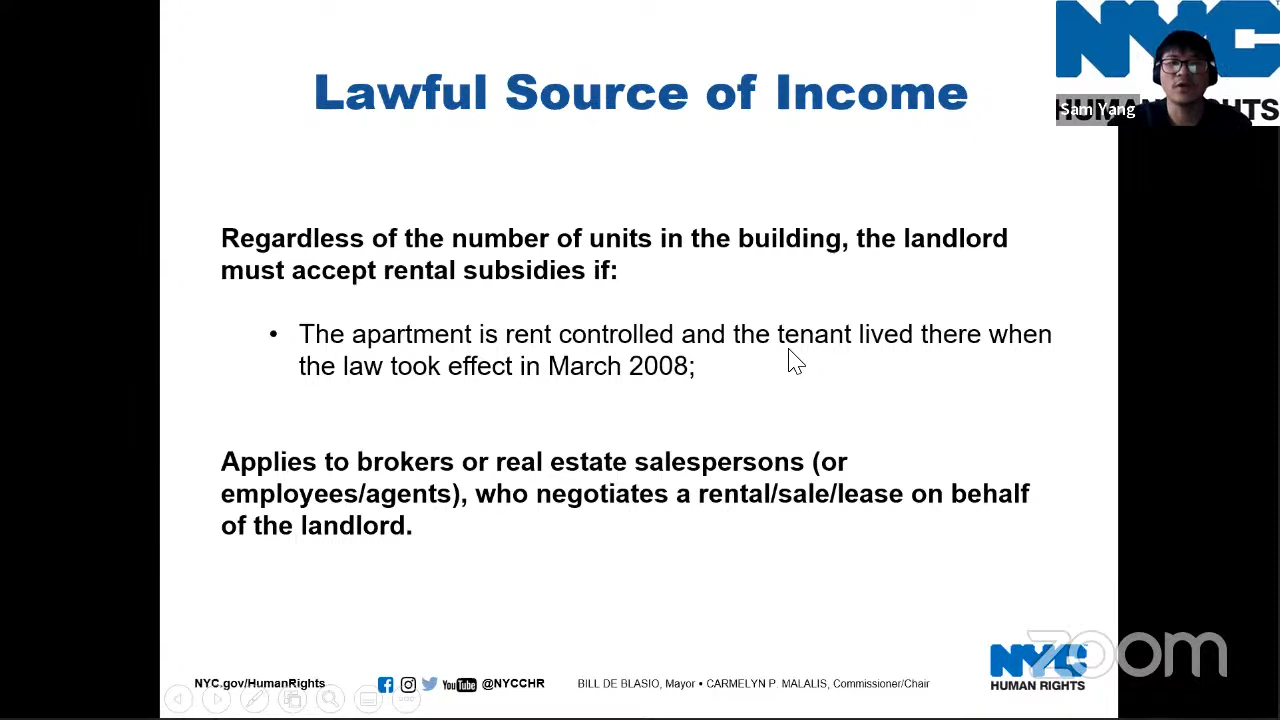 Lawful Source of Income
NYC
HUMAN RIGHTS
Sam Yang
Regardless of the number of units in the building, the landlord
must accept rental subsidies if:
• The apartment is rent controlled and the tenant lived there when
the law took effect in March 2008;
Applies to brokers or real estate salespersons (or
employees/agents), who negotiates a rental/sale/lease on behalf
of the landlord.
zoom
NYC
HUMAN RIGHTS
NYC.gov/HumanRights
YouTube
@NYCCHR
BILL DE BLASIO, Mayor • CARMELYN P. MALALIS, Commissioner/Chair